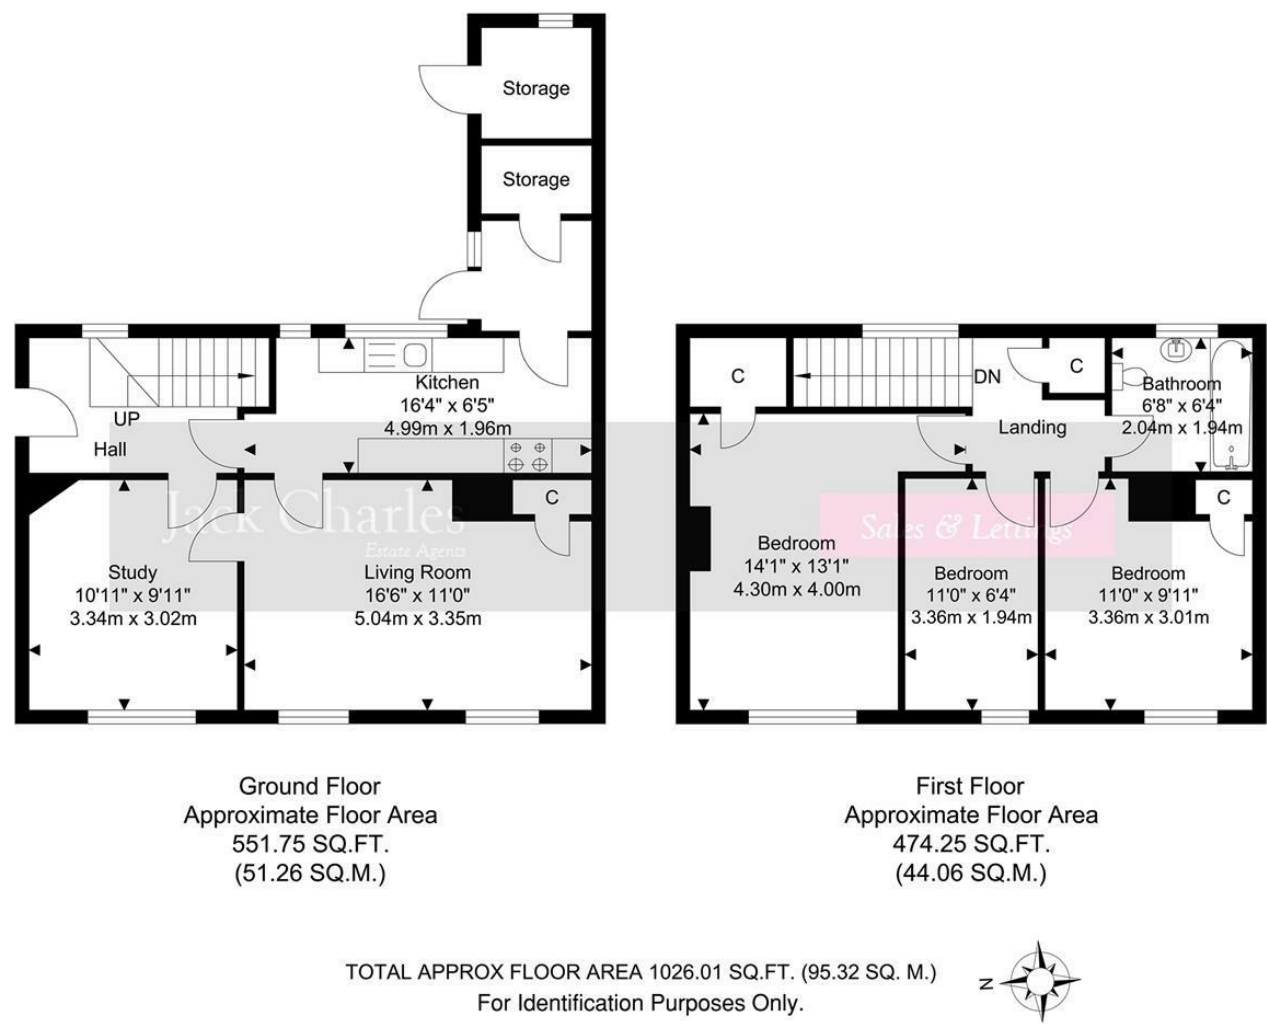 Storage
Storage
Kitchen
16'4" x 6'5"
4.99m x 1.96m
UP
Hall
C
Study
10'11" x 9'11"
3.34m x 3.02m
Living Room
16'6" x 11'0"
5.04m x 3.35m
C
DN
C
Bathroom
6'8" x 6'4"
2.04m x 1.94m
Landing
C
Bedroom
14'1" x 13'1"
4.30m x 4.00m
Bedroom
11'0" x 6'4"
3.36m x 1.94m
Bedroom
11'0" x 9'11"
3.36m x 3.01m
Jack Charles
Estate Agents
Sales & Lettings
Ground Floor
Approximate Floor Area
551.75 SQ.FT.
(51.26 SQ.M.)
First Floor
Approximate Floor Area
474.25 SQ.FT.
(44.06 SQ.M.)
TOTAL APPROX FLOOR AREA 1026.01 SQ.FT. (95.32 SQ. M.)
For Identification Purposes Only.
N